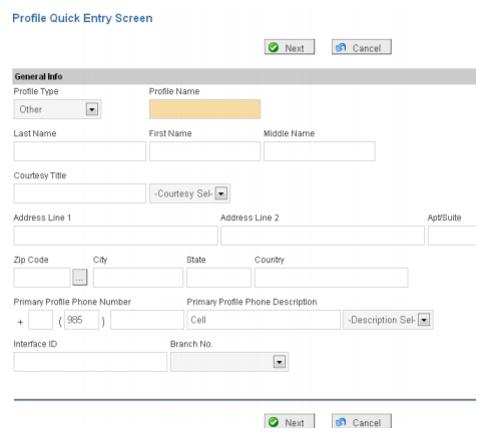 Profile Quick Entry Screen
Next Cancel
General Info
Profile Type Profile Name
Other
Last Name First Name Middle Name
Courtesy Title
-Courtesy Sel-
Address Line 1 Address Line 2 Apt/Suite
Zip Code City State Country
...
Primary Profile Phone Number Primary Profile Phone Description
+ ( 985 ) Cell -Description Sel-
Interface ID Branch No.
Next Cancel